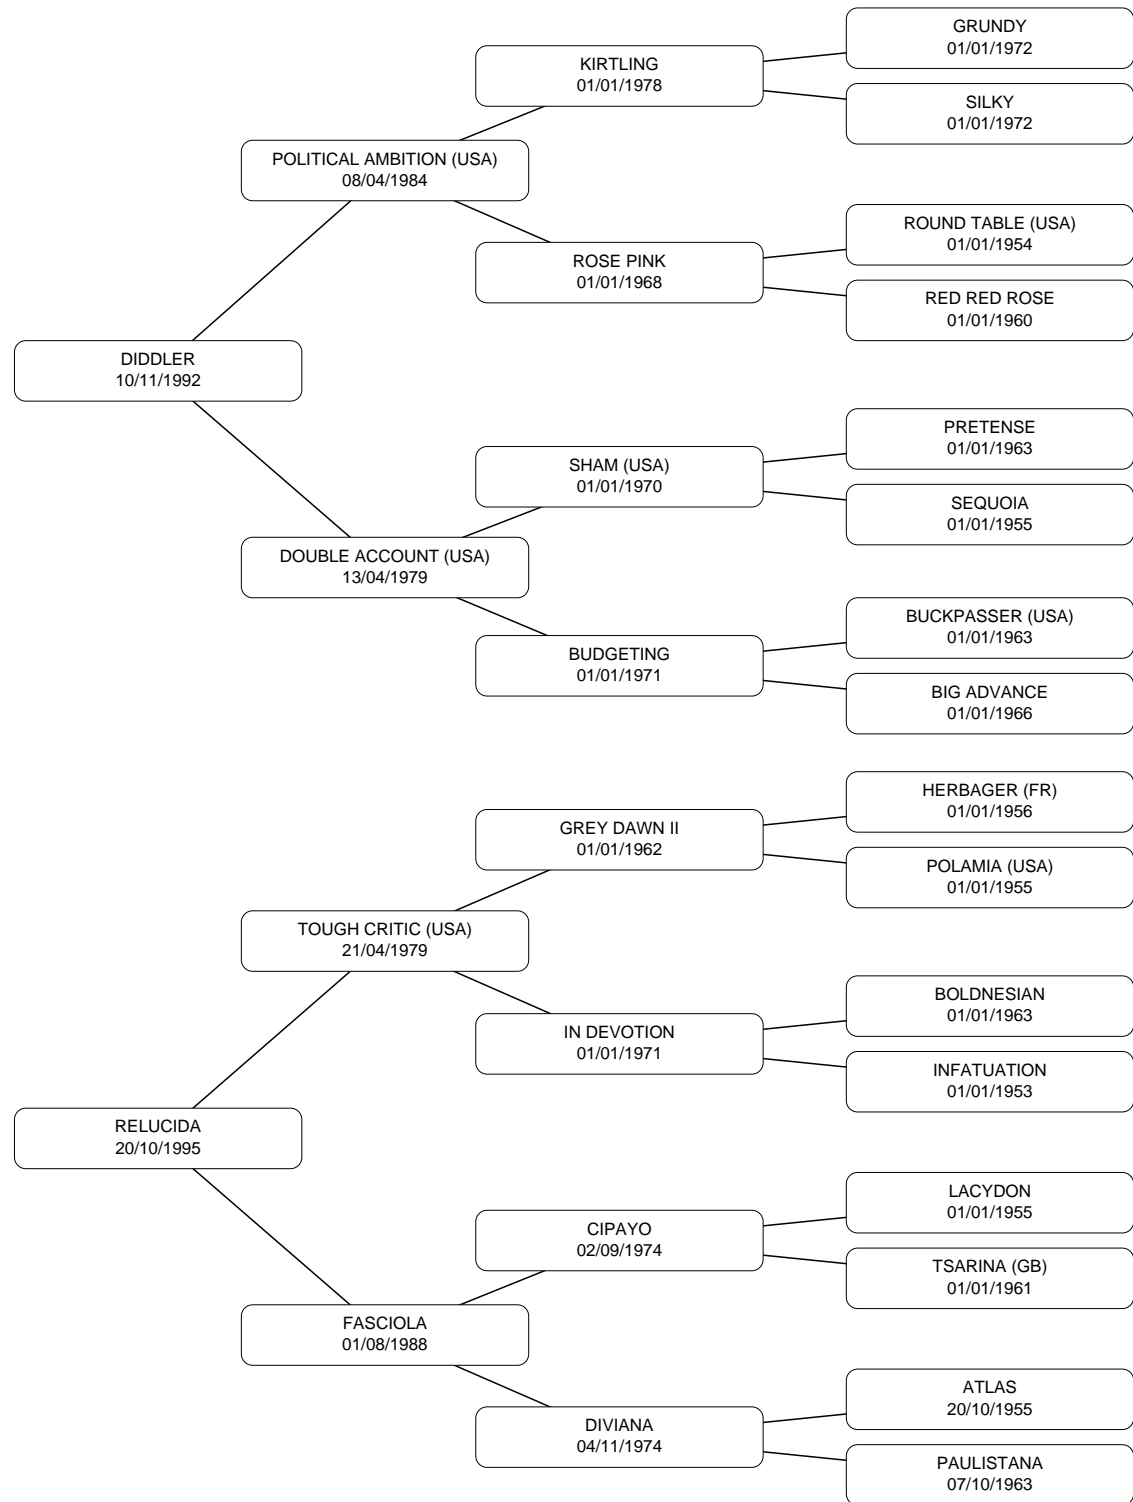 GRUNDY
01/01/1972
KIRTLING
01/01/1978
SILKY
01/01/1972
POLITICAL AMBITION (USA)
08/04/1984
ROUND TABLE (USA)
01/01/1954
ROSE PINK
01/01/1968
RED RED ROSE
01/01/1960
DIDDLER
10/11/1992
PRETENSE
01/01/1963
SHAM (USA)
01/01/1970
SEQUOIA
01/01/1955
DOUBLE ACCOUNT (USA)
13/04/1979
BUCKPASSER (USA)
01/01/1963
BUDGETING
01/01/1971
BIG ADVANCE
01/01/1966
HERBAGER (FR)
01/01/1956
GREY DAWN II
01/01/1962
POLAMIA (USA)
01/01/1955
TOUGH CRITIC (USA)
21/04/1979
BOLDNESIAN
01/01/1963
IN DEVOTION
01/01/1971
INFATUATION
01/01/1953
RELUCIDA
20/10/1995
LACYDON
01/01/1955
CIPAYO
02/09/1974
TSARINA (GB)
01/01/1961
FASCIOLA
01/08/1988
ATLAS
20/10/1955
DIVIANA
04/11/1974
PAULISTANA
07/10/1963